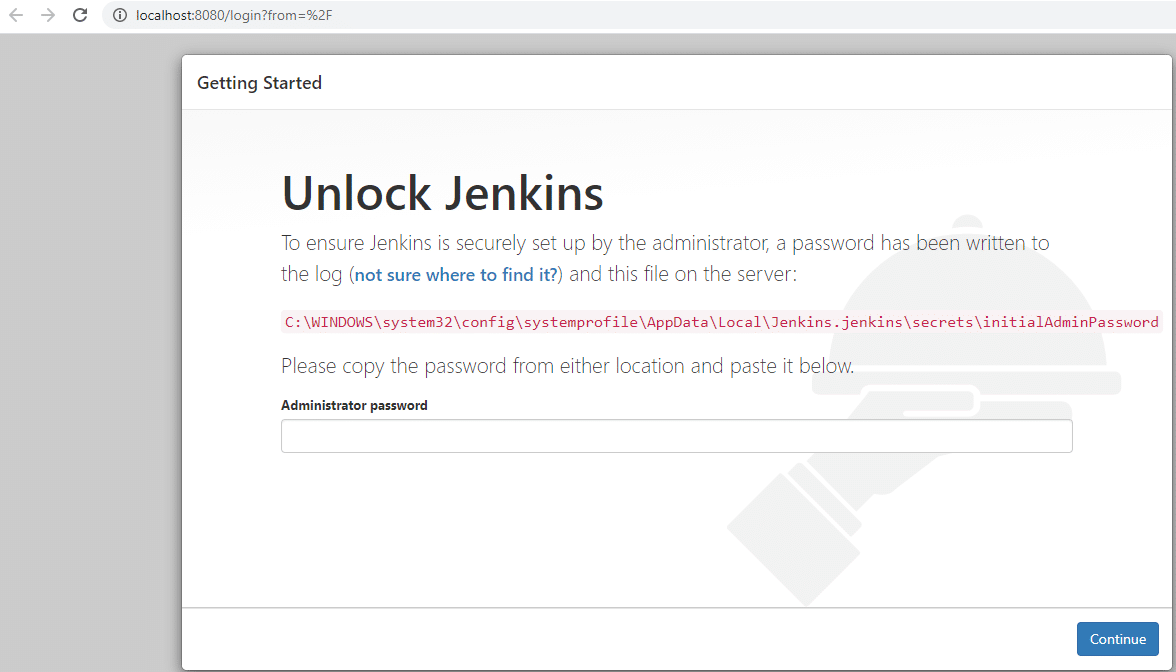 localhost:8080/login?from=%2F
Getting Started
Unlock Jenkins
To ensure Jenkins is securely set up by the administrator, a password has been written to
the log (not sure where to find it?) and this file on the server:
C:\WINDOWS\system32\config\systemprofile\AppData\Local\Jenkins.jenkins\secrets\initialAdminPassword
Please copy the password from either location and paste it below.
Administrator password
Continue